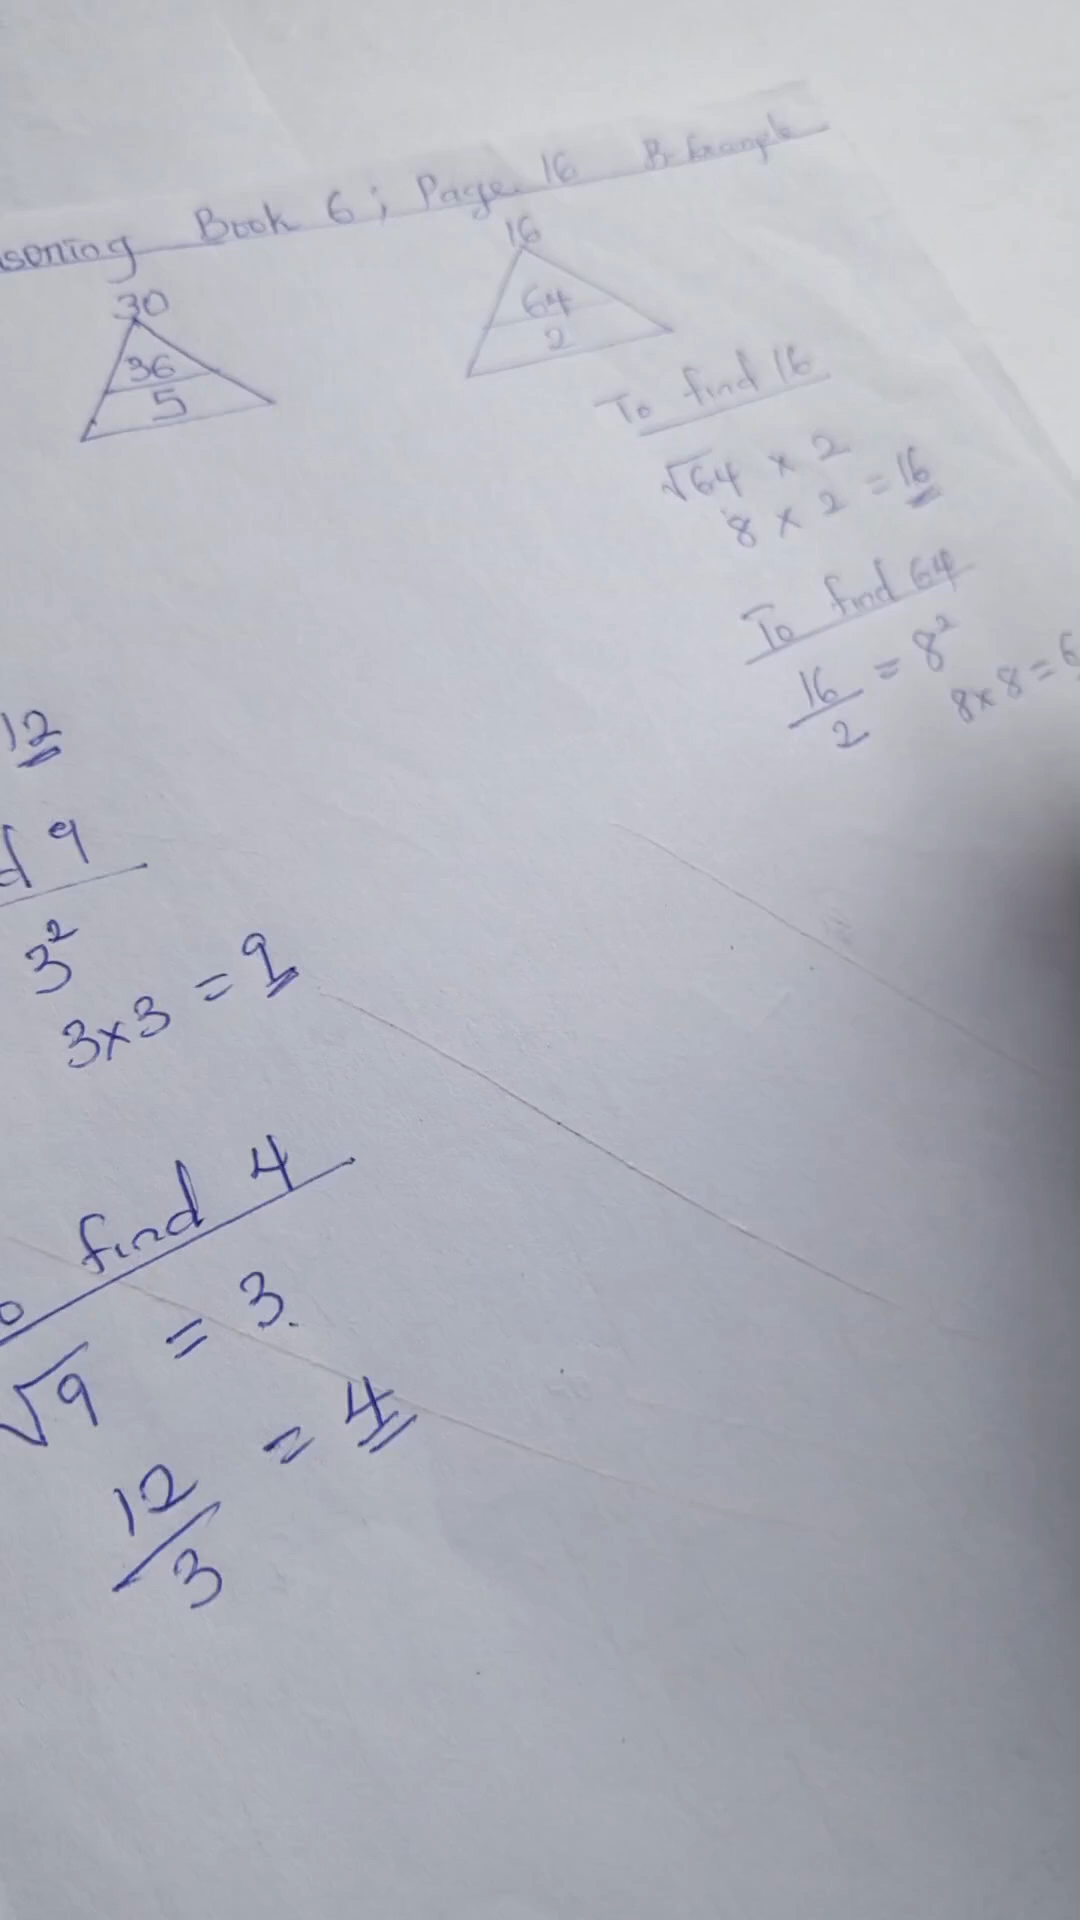 soning Book 6; Page. 16 B- Example
30
36
5
16
64
2
To find 16
√64 × 2
8 × 2 = 16
To find 64
16/2 = 8²
8×8=6
12
d 9
3²
3×3 = 9
o find 4
√9 = 3.
12/3 = 4